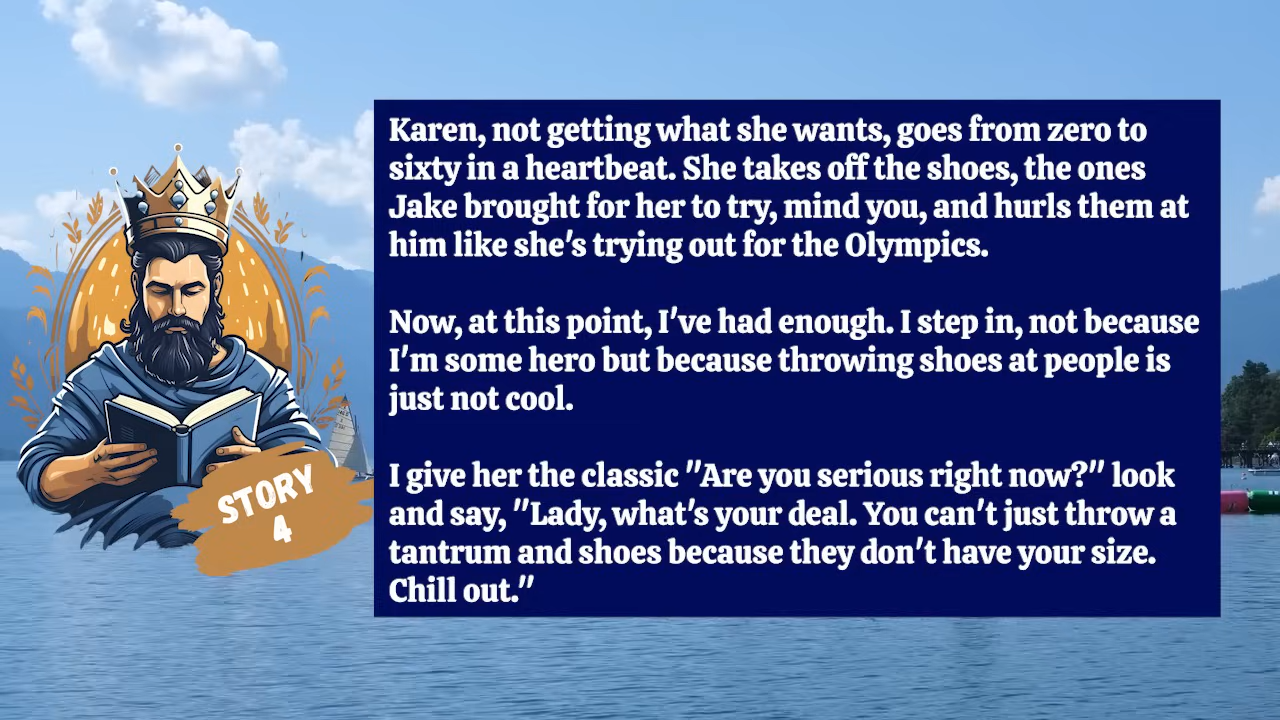 Karen, not getting what she wants, goes from zero to
sixty in a heartbeat. She takes off the shoes, the ones
Jake brought for her to try, mind you, and hurls them at
him like she's trying out for the Olympics.
Now, at this point, I've had enough. I step in, not because
I'm some hero but because throwing shoes at people is
just not cool.
I give her the classic "Are you serious right now?" look
and say, "Lady, what's your deal. You can't just throw a
tantrum and shoes because they don't have your size.
Chill out."
STORY
4